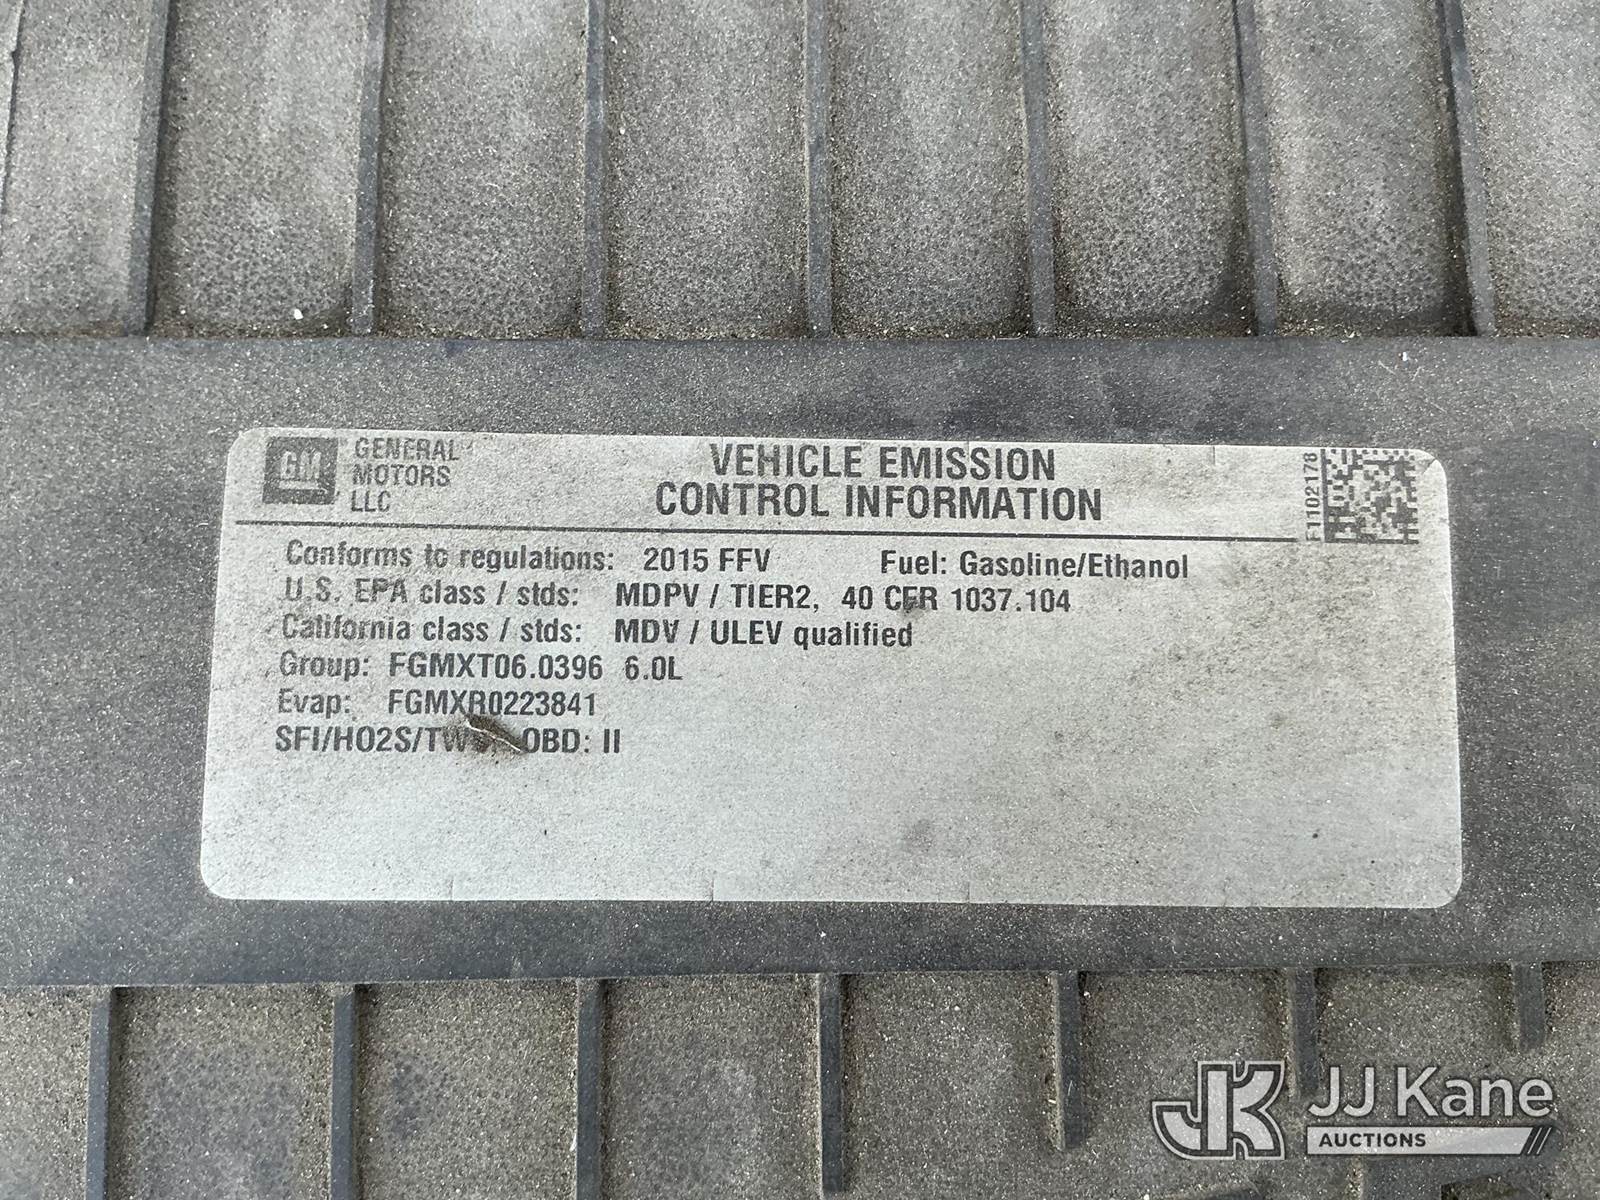 GM GENERAL MOTORS LLC
VEHICLE EMISSION
CONTROL INFORMATION
F1102178
Conforms to regulations: 2015 FFV Fuel: Gasoline/Ethanol
U.S. EPA class / stds: MDPV / TIER2, 40 CFR 1037.104
California class / stds: MDV / ULEV qualified
Group: FGMXT06.0396 6.0L
Evap: FGMXR0223841
SFI/HO2S/ OBD: II
JK JJ Kane
AUCTIONS